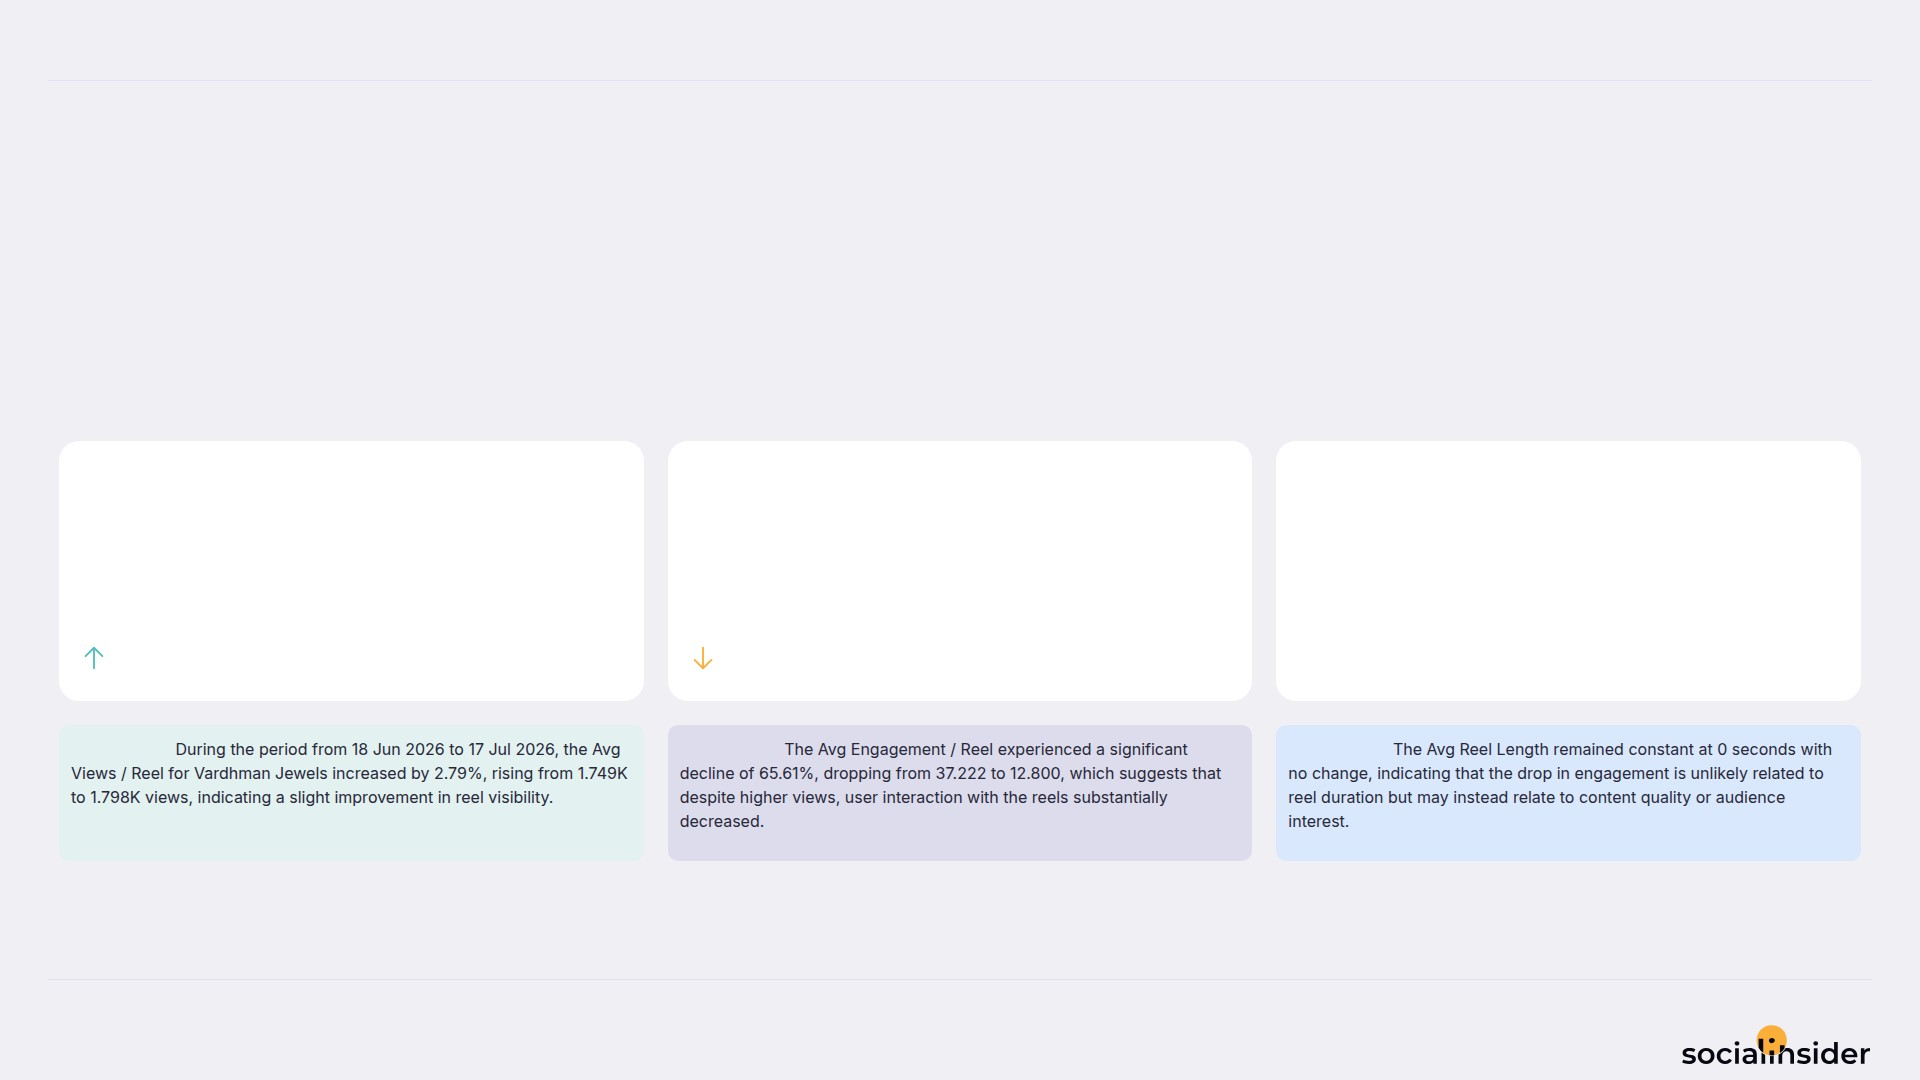 During the period from 18 Jun 2026 to 17 Jul 2026, the Avg
Views / Reel for Vardhman Jewels increased by 2.79%, rising from 1.749K
to 1.798K views, indicating a slight improvement in reel visibility.
The Avg Engagement / Reel experienced a significant
decline of 65.61%, dropping from 37.222 to 12.800, which suggests that
despite higher views, user interaction with the reels substantially
decreased.
The Avg Reel Length remained constant at 0 seconds with
no change, indicating that the drop in engagement is unlikely related to
reel duration but may instead relate to content quality or audience
interest.
socialinsider